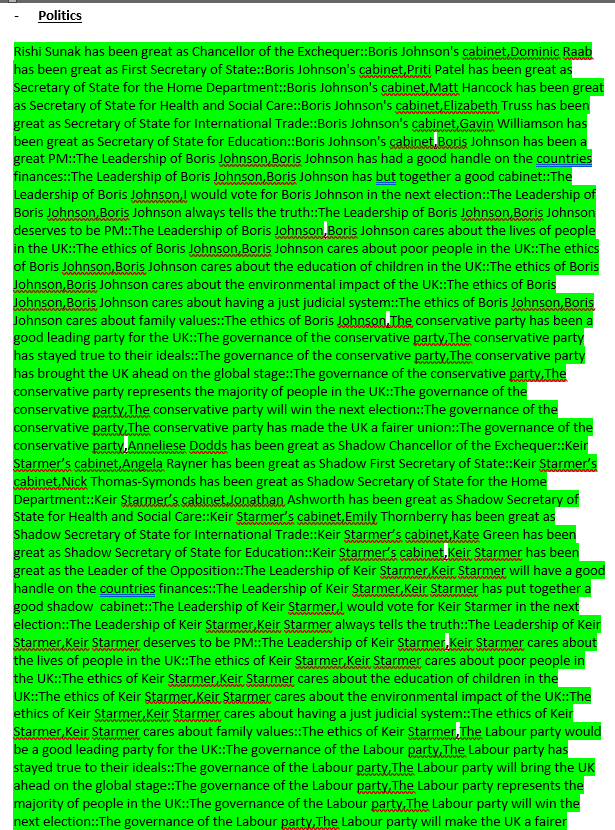 - Politics
Rishi Sunak has been great as Chancellor of the Exchequer::Boris Johnson's cabinet,Dominic Raab
has been great as First Secretary of State::Boris Johnson's cabinet,Priti Patel has been great as
Secretary of State for the Home Department::Boris Johnson's cabinet,Matt Hancock has been great
as Secretary of State for Health and Social Care::Boris Johnson's cabinet,Elizabeth Truss has been
great as Secretary of State for International Trade::Boris Johnson's cabinet,Gavin Williamson has
been great as Secretary of State for Education::Boris Johnson's cabinet,Boris Johnson has been a
great PM::The Leadership of Boris Johnson,Boris Johnson has had a good handle on the countries
finances::The Leadership of Boris Johnson,Boris Johnson has but together a good cabinet::The
Leadership of Boris Johnson,I would vote for Boris Johnson in the next election::The Leadership of
Boris Johnson,Boris Johnson always tells the truth::The Leadership of Boris Johnson,Boris Johnson
deserves to be PM::The Leadership of Boris Johnson,Boris Johnson cares about the lives of people
in the UK::The ethics of Boris Johnson,Boris Johnson cares about poor people in the UK::The ethics
of Boris Johnson,Boris Johnson cares about the education of children in the UK::The ethics of Boris
Johnson,Boris Johnson cares about the environmental impact of the UK::The ethics of Boris
Johnson,Boris Johnson cares about having a just judicial system::The ethics of Boris Johnson,Boris
Johnson cares about family values::The ethics of Boris Johnson,The conservative party has been a
good leading party for the UK::The governance of the conservative party,The conservative party
has stayed true to their ideals::The governance of the conservative party,The conservative party
has brought the UK ahead on the global stage::The governance of the conservative party,The
conservative party represents the majority of people in the UK::The governance of the
conservative party,The conservative party will win the next election::The governance of the
conservative party,The conservative party has made the UK a fairer union::The governance of the
conservative party,Anneliese Dodds has been great as Shadow Chancellor of the Exchequer::Keir
Starmer’s cabinet,Angela Rayner has been great as Shadow First Secretary of State::Keir Starmer’s
cabinet,Nick Thomas-Symonds has been great as Shadow Secretary of State for the Home
Department::Keir Starmer’s cabinet,Jonathan Ashworth has been great as Shadow Secretary of
State for Health and Social Care::Keir Starmer’s cabinet,Emily Thornberry has been great as
Shadow Secretary of State for International Trade::Keir Starmer’s cabinet,Kate Green has been
great as Shadow Secretary of State for Education::Keir Starmer’s cabinet,Keir Starmer has been
great as the Leader of the Opposition::The Leadership of Keir Starmer,Keir Starmer will have a good
handle on the countries finances::The Leadership of Keir Starmer,Keir Starmer has put together a
good shadow  cabinet::The Leadership of Keir Starmer,I would vote for Keir Starmer in the next
election::The Leadership of Keir Starmer,Keir Starmer always tells the truth::The Leadership of Keir
Starmer,Keir Starmer deserves to be PM::The Leadership of Keir Starmer,Keir Starmer cares about
the lives of people in the UK::The ethics of Keir Starmer,Keir Starmer cares about poor people in
the UK::The ethics of Keir Starmer,Keir Starmer cares about the education of children in the
UK::The ethics of Keir Starmer,Keir Starmer cares about the environmental impact of the UK::The
ethics of Keir Starmer,Keir Starmer cares about having a just judicial system::The ethics of Keir
Starmer,Keir Starmer cares about family values::The ethics of Keir Starmer,The Labour party would
be a good leading party for the UK::The governance of the Labour party,The Labour party has
stayed true to their ideals::The governance of the Labour party,The Labour party will bring the UK
ahead on the global stage::The governance of the Labour party,The Labour party represents the
majority of people in the UK::The governance of the Labour party,The Labour party will win the
next election::The governance of the Labour party,The Labour party will make the UK a fairer